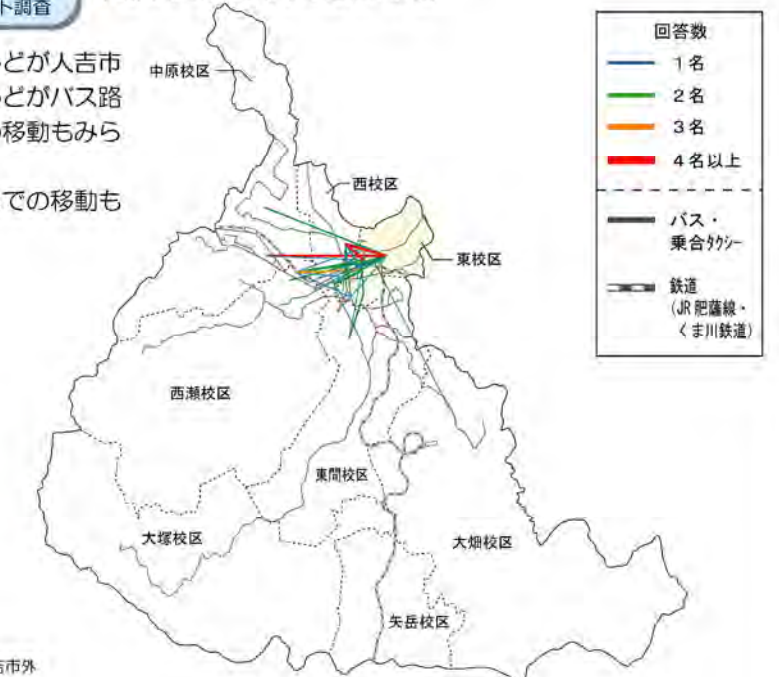 ト調査
どが人吉市
どがバス路
移動もみら
での移動も
中原校区
西校区
東校区
西瀬校区
東間校区
大塚校区
大畑校区
矢岳校区
回答数
1名
2名
3名
4名以上
バス・
乗合タクシー
鉄道
(JR肥薩線・
くま川鉄道)
吉市外